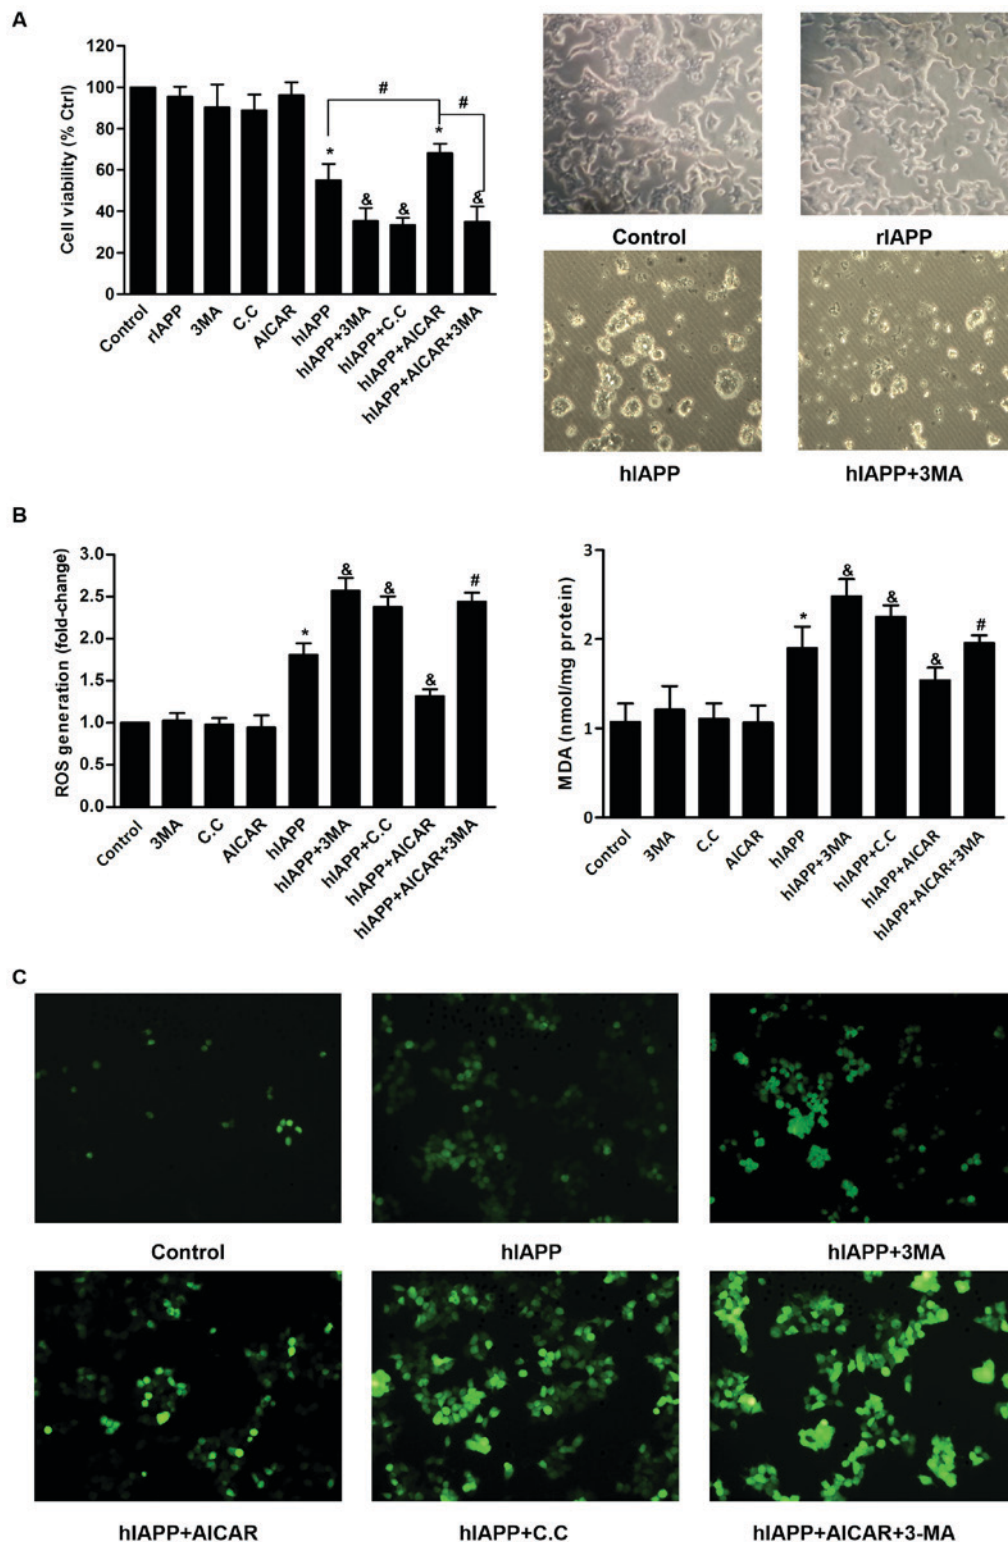 A
Cell viability (% Ctrl)
120
100
80
60
40
20
0
#
#
*
&
&
*
&
Control
rIAPP
3MA
C.C
AICAR
hIAPP
hIAPP+3MA
hIAPP+C.C
hIAPP+AICAR
hIAPP+AICAR+3MA
Control
rIAPP
hIAPP
hIAPP+3MA
B
ROS generation (fold-change)
3.0
2.5
2.0
1.5
1.0
0.5
0.0
*
&
&
&
#
Control
3MA
C.C
AICAR
hIAPP
hIAPP+3MA
hIAPP+C.C
hIAPP+AICAR
hIAPP+AICAR+3MA
MDA (nmol/mg protein)
3
2
1
0
*
&
&
&
#
Control
3MA
C.C
AICAR
hIAPP
hIAPP+3MA
hIAPP+C.C
hIAPP+AICAR
hIAPP+AICAR+3MA
C
Control
hIAPP
hIAPP+3MA
hIAPP+AICAR
hIAPP+C.C
hIAPP+AICAR+3-MA